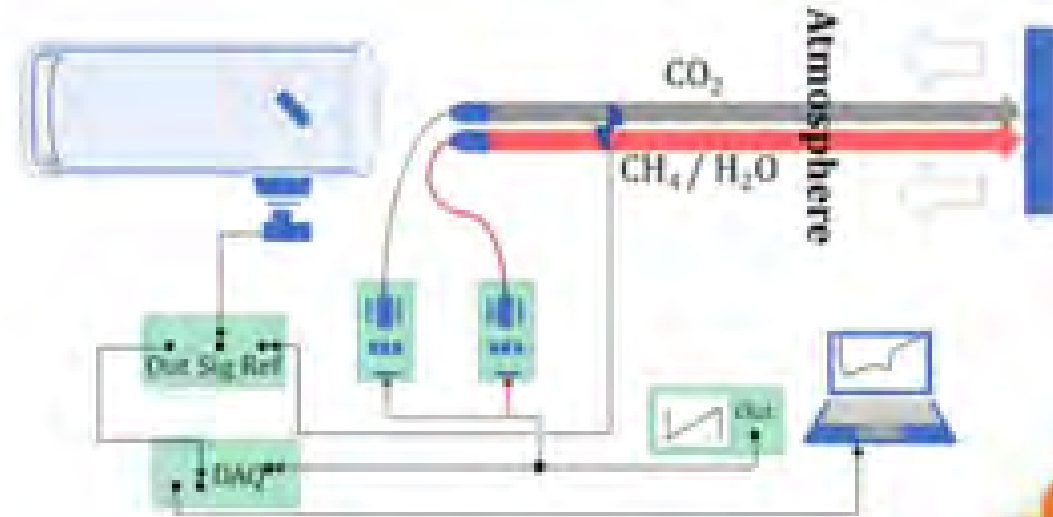 CO₂
Atmosphere
CH₄ / H₂O
Out Sig Ref
Out
DAQ